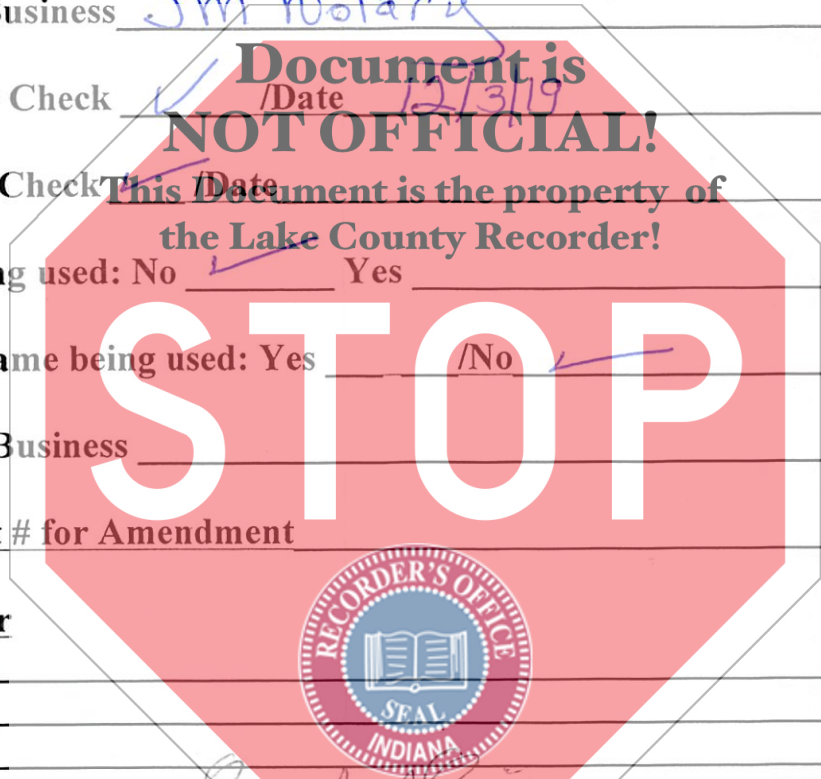 Business JM Notary
Document is
Check ✓ /Date 12/3/19
NOT OFFICIAL!
Check ✓ /Date
This Document is the property of
the Lake County Recorder!
g used: No ✓ Yes
ame being used: Yes /No ✓
STOP
Business
# for Amendment
r
RECORDER'S OFFICE
SEAL
INDIANA